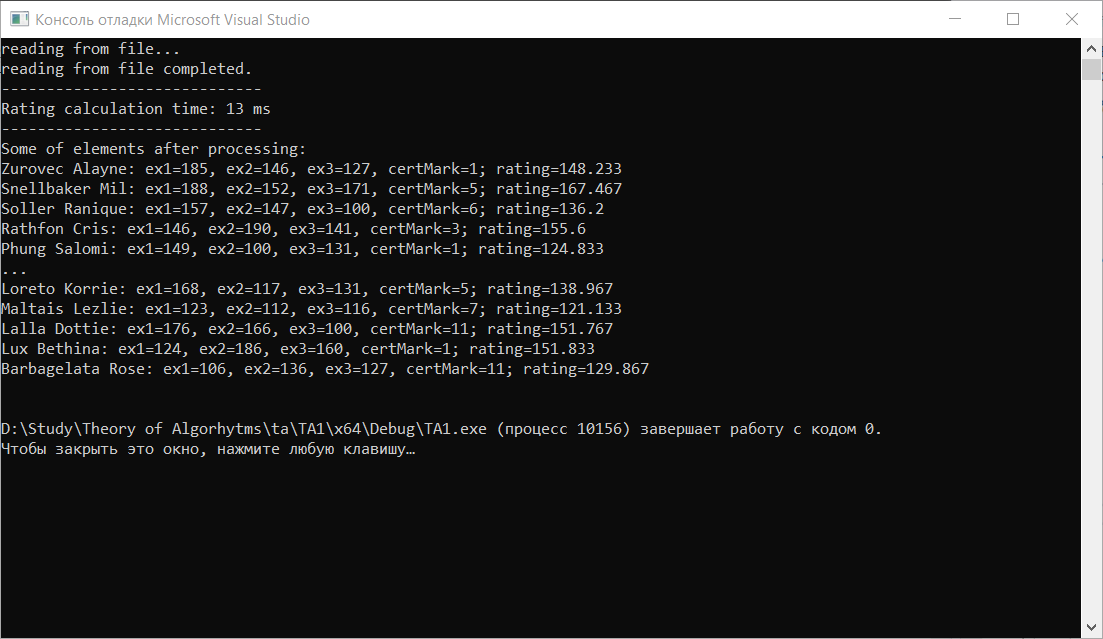 Консоль отладки Microsoft Visual Studio
reading from file...
reading from file completed.
-----------------------------
Rating calculation time: 13 ms
-----------------------------
Some of elements after processing:
Zurovec Alayne: ex1=185, ex2=146, ex3=127, certMark=1; rating=148.233
Snellbaker Mil: ex1=188, ex2=152, ex3=171, certMark=5; rating=167.467
Soller Ranique: ex1=157, ex2=147, ex3=100, certMark=6; rating=136.2
Rathfon Cris: ex1=146, ex2=190, ex3=141, certMark=3; rating=155.6
Phung Salomi: ex1=149, ex2=100, ex3=131, certMark=1; rating=124.833
...
Loreto Korrie: ex1=168, ex2=117, ex3=131, certMark=5; rating=138.967
Maltais Lezlie: ex1=123, ex2=112, ex3=116, certMark=7; rating=121.133
Lalla Dottie: ex1=176, ex2=166, ex3=100, certMark=11; rating=151.767
Lux Bethina: ex1=124, ex2=186, ex3=160, certMark=1; rating=151.833
Barbagelata Rose: ex1=106, ex2=136, ex3=127, certMark=11; rating=129.867
D:\Study\Theory of Algorhytms\ta\TA1\x64\Debug\TA1.exe (процесс 10156) завершает работу с кодом 0.
Чтобы закрыть это окно, нажмите любую клавишу…